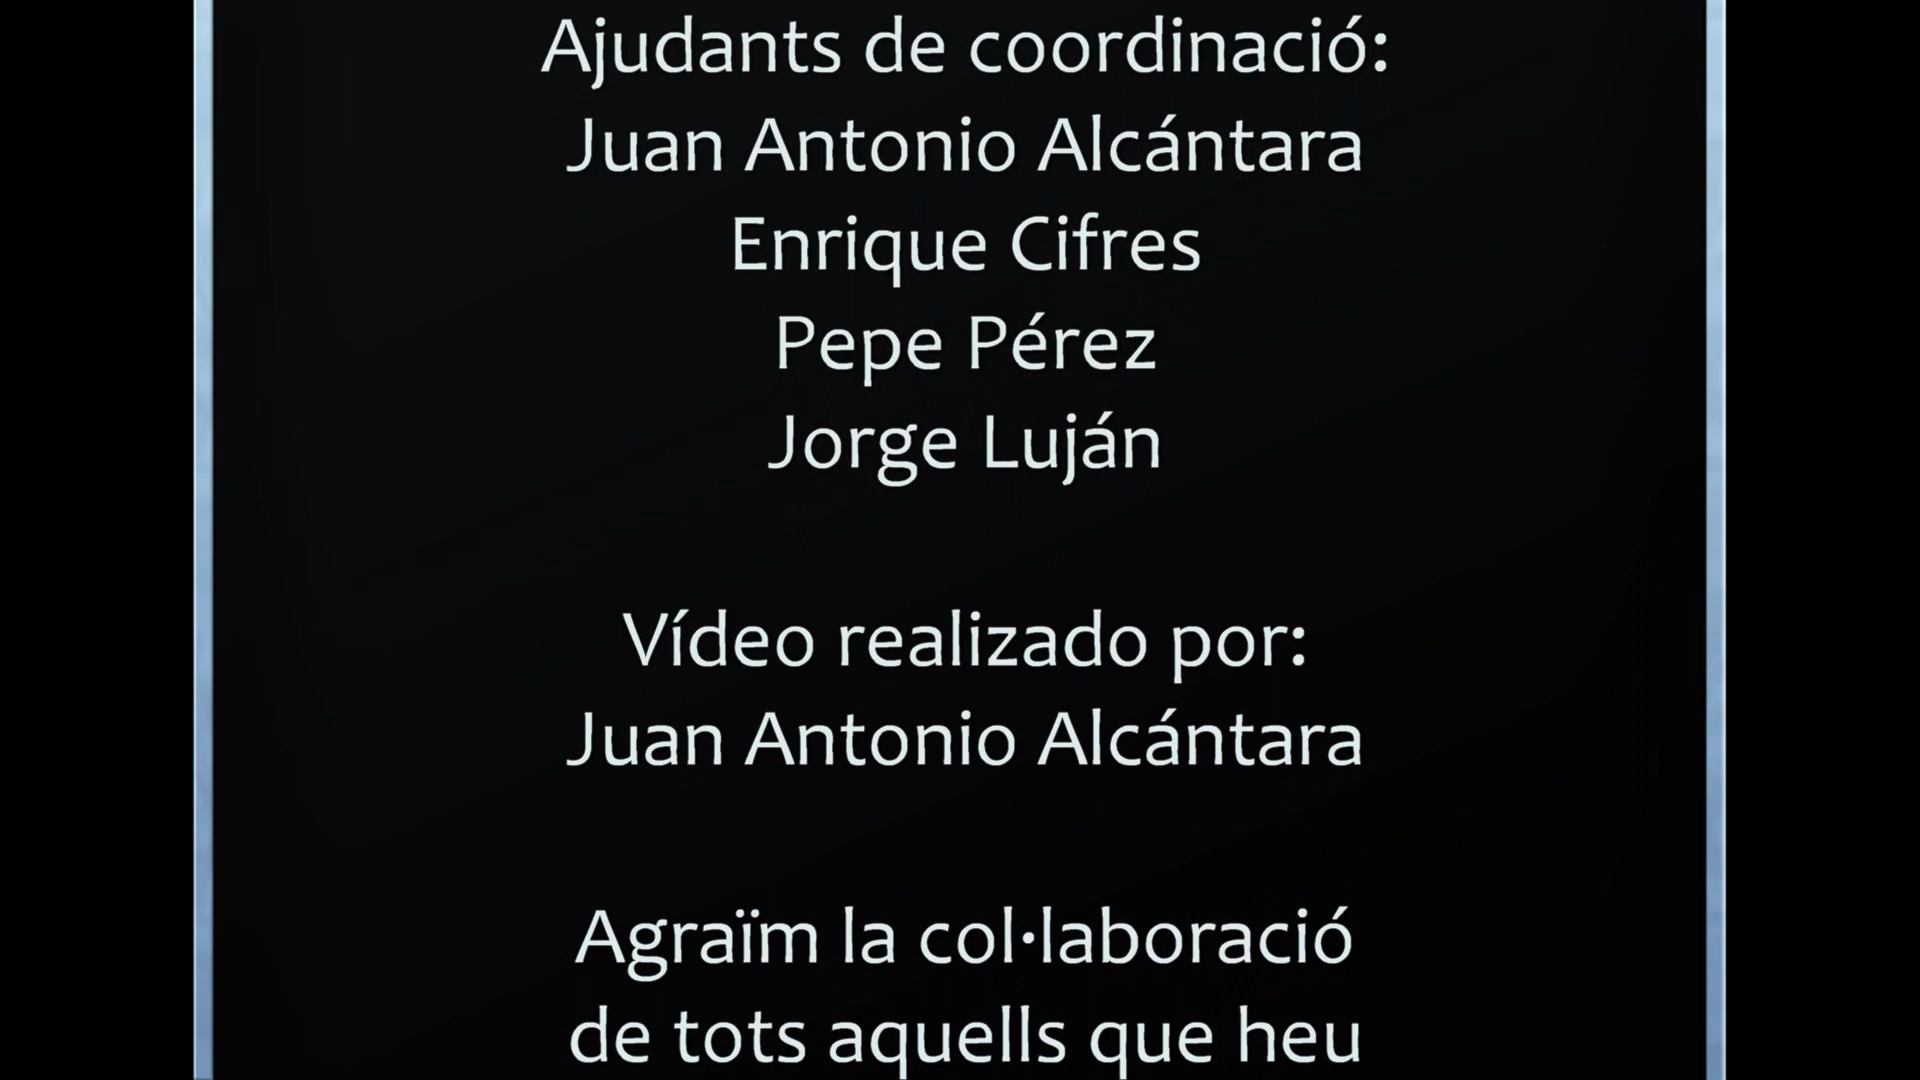 Ajudants de coordinació:
Juan Antonio Alcántara
Enrique Cifres
Pepe Pérez
Jorge Luján
Vídeo realizado por:
Juan Antonio Alcántara
Agraïm la col·laboració
de tots aquells que heu